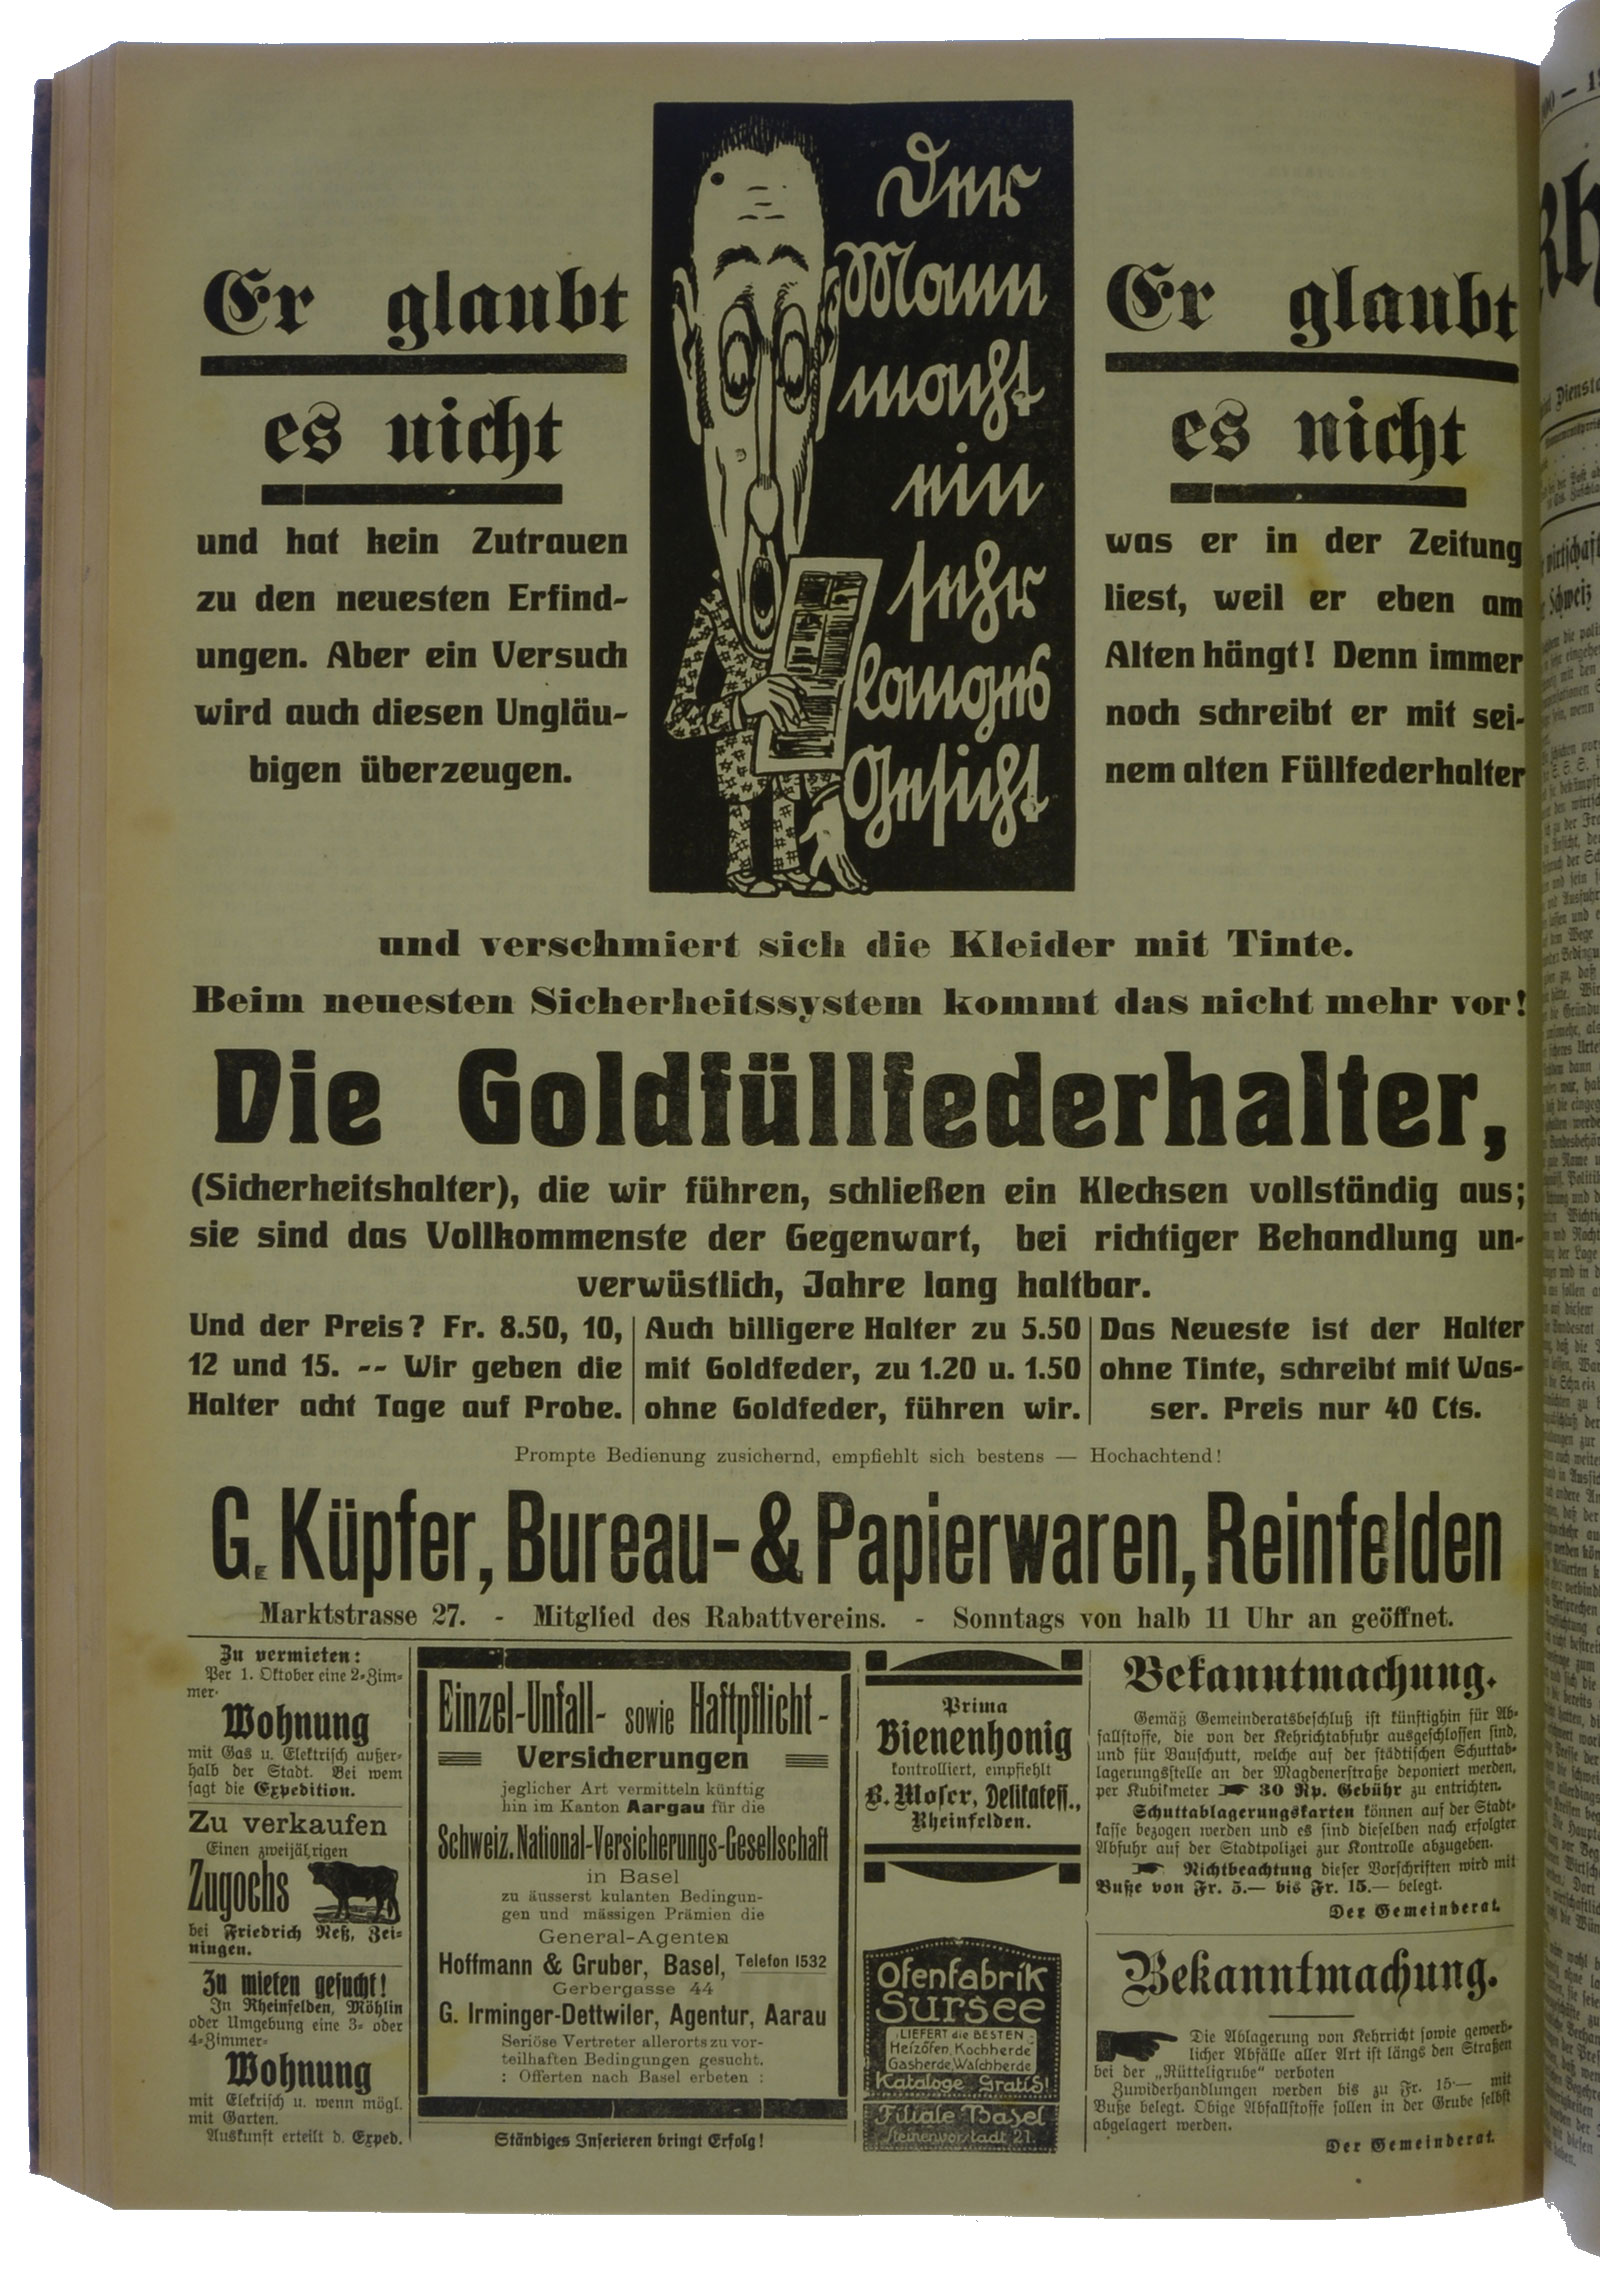 Er glaubt
es nicht
und hat kein Zutrauen
zu den neuesten Erfind-
ungen. Aber ein Versuch
wird auch diesen Ungläu-
bigen überzeugen.
Der
Mann
macht
ein
sehr
langes
Gesicht
Er glaubt
es nicht
was er in der Zeitung
liest, weil er eben am
Alten hängt! Denn immer
noch schreibt er mit sei-
nem alten Füllfederhalter
und verschmiert sich die Kleider mit Tinte.
Beim neuesten Sicherheitssystem kommt das nicht mehr vor!
Die Goldfüllfederhalter,
(Sicherheitshalter), die wir führen, schließen ein Klecksen vollständig aus;
sie sind das Vollkommenste der Gegenwart, bei richtiger Behandlung un-
verwüstlich, Jahre lang haltbar.
Und der Preis? Fr. 8.50, 10,
12 und 15. -- Wir geben die
Halter acht Tage auf Probe.
Auch billigere Halter zu 5.50
mit Goldfeder, zu 1.20 u. 1.50
ohne Goldfeder, führen wir.
Das Neueste ist der Halter
ohne Tinte, schreibt mit Was-
ser. Preis nur 40 Cts.
Prompte Bedienung zusichernd, empfiehlt sich bestens — Hochachtend!
G. Küpfer, Bureau- & Papierwaren, Reinfelden
Marktstrasse 27. - Mitglied des Rabattvereins. - Sonntags von halb 11 Uhr an geöffnet.
Zu vermieten:
Per 1. Oktober eine 2-Zim-
mer-
Wohnung
mit Gas u. Elektrisch außer-
halb der Stadt. Bei wem
sagt die Expedition.
Zu verkaufen
Einen zweijährigen
Zugochs
bei Friedrich Neß, Zei-
ningen.
Zu mieten gesucht!
In Rheinfelden, Möhlin
oder Umgebung eine 3- oder
4-Zimmer-
Wohnung
mit Elektrisch u. wenn mögl.
mit Garten.
Auskunft erteilt d. Exped.
Einzel-Unfall- sowie Haftpflicht-
Versicherungen
jeglicher Art vermitteln künftig
hin im Kanton Aargau für die
Schweiz. National-Versicherungs-Gesellschaft
in Basel
zu äusserst kulanten Bedingun-
gen und mässigen Prämien die
General-Agenten
Hoffmann & Gruber, Basel, Telefon 1532
Gerbergasse 44
G. Irminger-Dettwiler, Agentur, Aarau
Seriöse Vertreter allerorts zu vor-
teilhaften Bedingungen gesucht.
: Offerten nach Basel erbeten :
Ständiges Inserieren bringt Erfolg!
Prima
Bienenhonig
kontrolliert, empfiehlt
B. Moser, Delikatess.,
Rheinfelden.
Ofenfabrik
Sursee
LIEFERT die BESTEN
Heizöfen, Kochherde
Gasherde, Waschherde
Kataloge Gratis!
Filiale Basel
Steinenvorstadt 21.
Bekanntmachung.
Gemäß Gemeinderatsbeschluß ist künftighin für Ab-
fallstoffe, die von der Kehrichtabfuhr ausgeschlossen sind,
und für Bauschutt, welche auf der städtischen Schuttab-
lagerungsstelle an der Magdenerstraße deponiert werden,
per Kubikmeter ☛ 30 Rp. Gebühr zu entrichten.
Schuttablagerungskarten können auf der Stadt-
kasse bezogen werden und es sind dieselben nach erfolgter
Abfuhr auf der Stadtpolizei zur Kontrolle abzugeben.
☛ Nichtbeachtung dieser Vorschriften wird mit
Buße von Fr. 5.— bis Fr. 15.— belegt.
Der Gemeinderat.
Bekanntmachung.
Die Ablagerung von Kehrricht sowie gewerb-
licher Abfälle aller Art ist längs den Straßen
bei der „Rütteligrube“ verboten
Zuwiderhandlungen werden bis zu Fr. 15.— mit
Buße belegt. Obige Abfallstoffe sollen in der Grube selbst
abgelagert werden.
Der Gemeinderat.